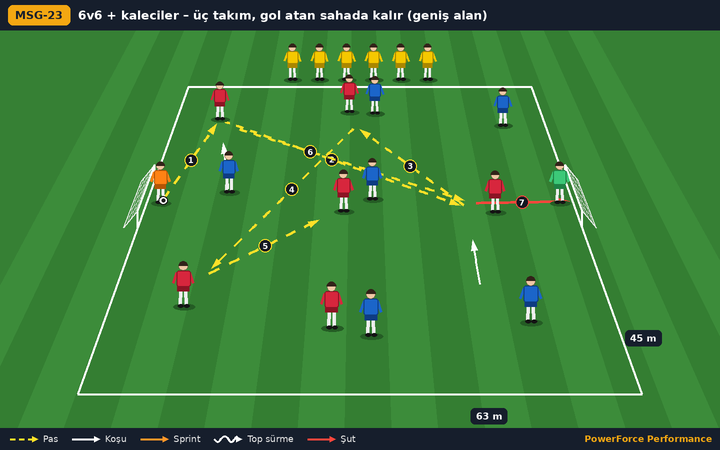 MSG-23
6v6 + kaleciler – üç takım, gol atan sahada kalır (geniş alan)
1
6
2
3
4
5
7
45 m
63 m
Pas
Koşu
Sprint
Top sürme
Şut
PowerForce Performance